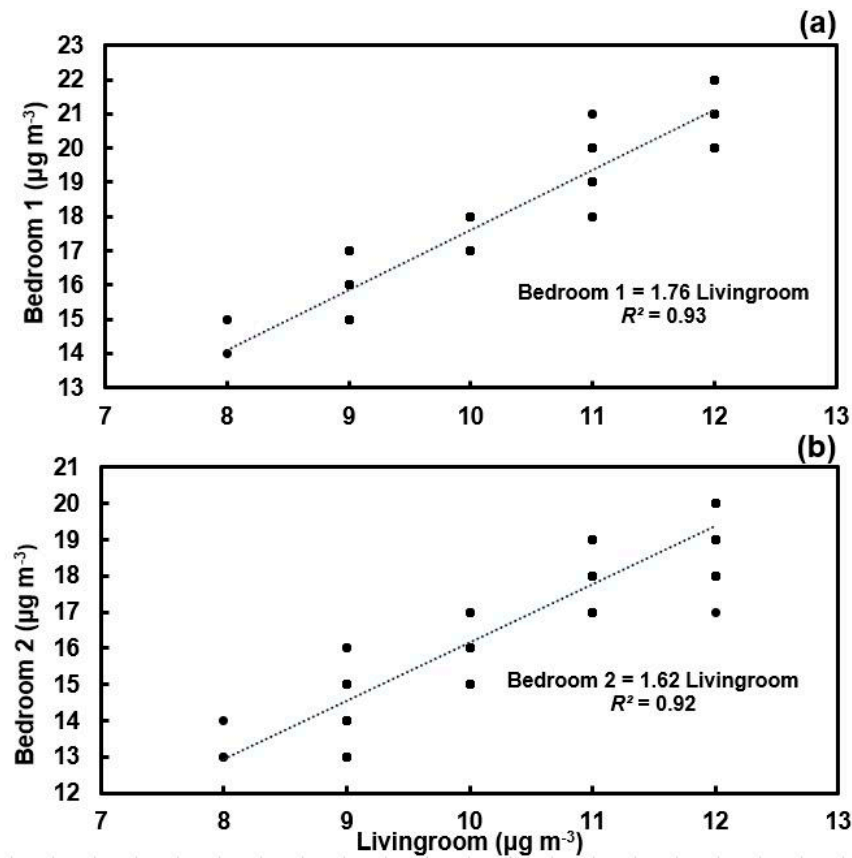 (a)
23
22
21
20
19
18
17
16
15
14
13
Bedroom 1 (µg m⁻³)
Bedroom 1 = 1.76 Livingroom
R² = 0.93
7 8 9 10 11 12 13
(b)
21
20
19
18
17
16
15
14
13
12
Bedroom 2 (µg m⁻³)
Bedroom 2 = 1.62 Livingroom
R² = 0.92
7 8 9 10 11 12 13
Livingroom (µg m⁻³)